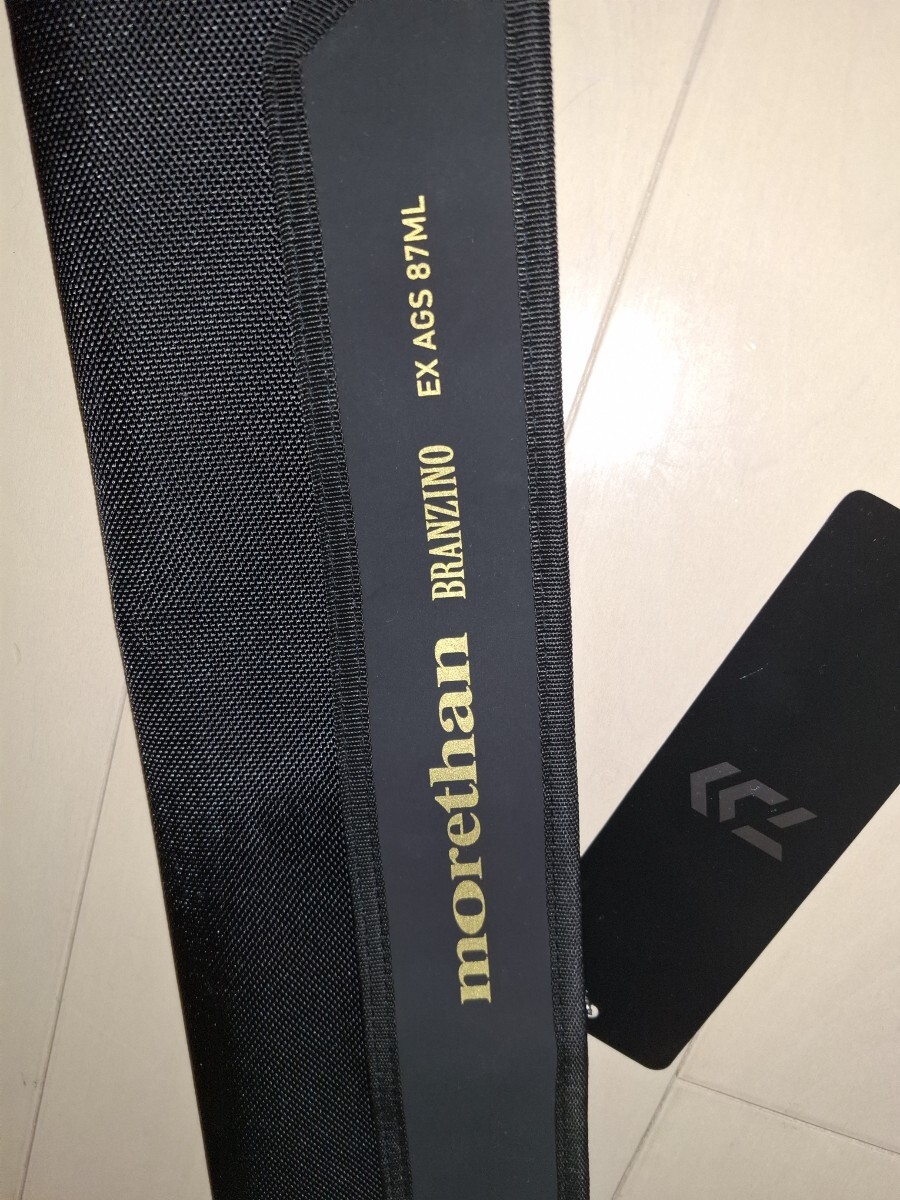 morethan BRANZINO EX AGS 87ML